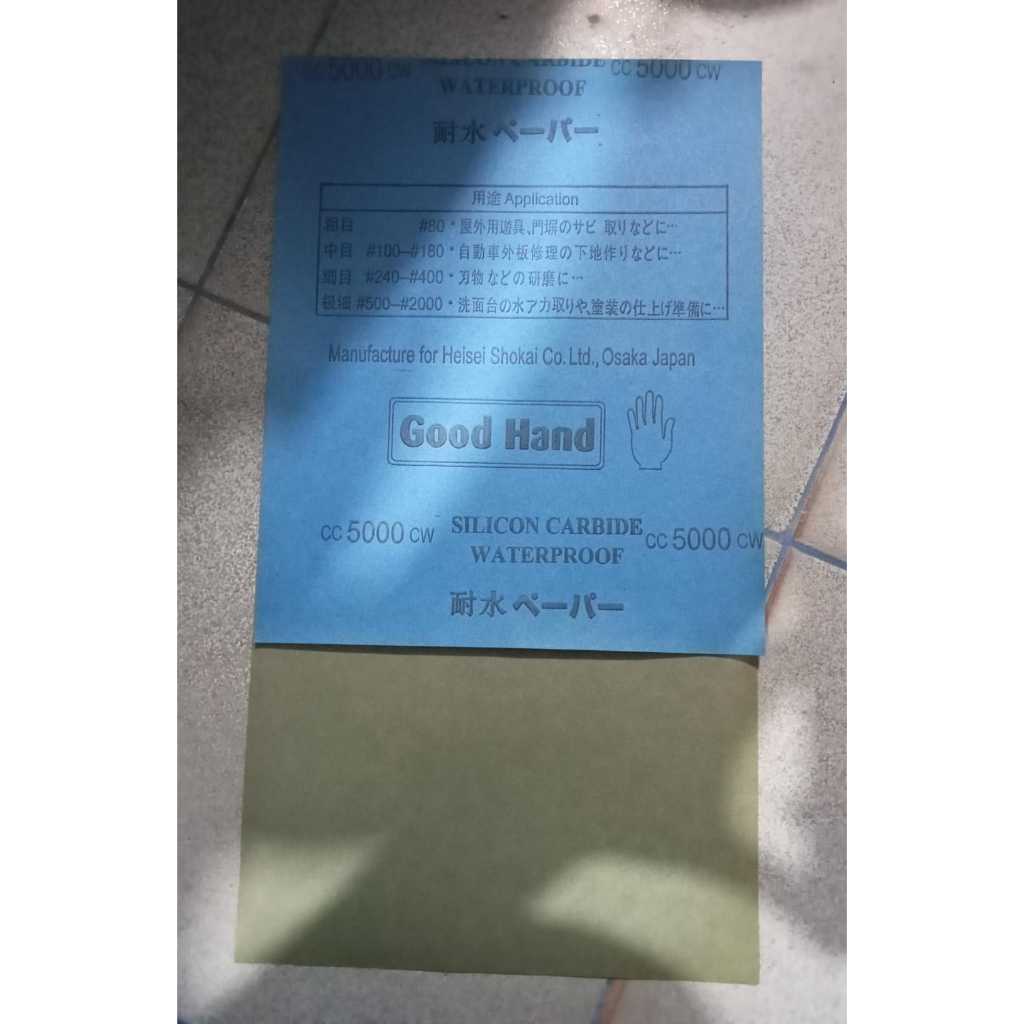 CC 5000 CW SILICON CARBIDE CC 5000 CW
WATERPROOF
耐水ペーパー
用途 Application
粗目 #80・屋外用遊具、門塀のサビ 取りなどに…
中目 #100–#180・自動車外板修理の下地作りなどに…
細目 #240–#400・刃物などの研磨に…
極細 #500–#2000・洗面台の水アカ取りや、塗装の仕上げ準備に…
Manufacture for Heisei Shokai Co. Ltd., Osaka Japan
Good Hand
CC 5000 CW SILICON CARBIDE CC 5000 CW
WATERPROOF
耐水ペーパー